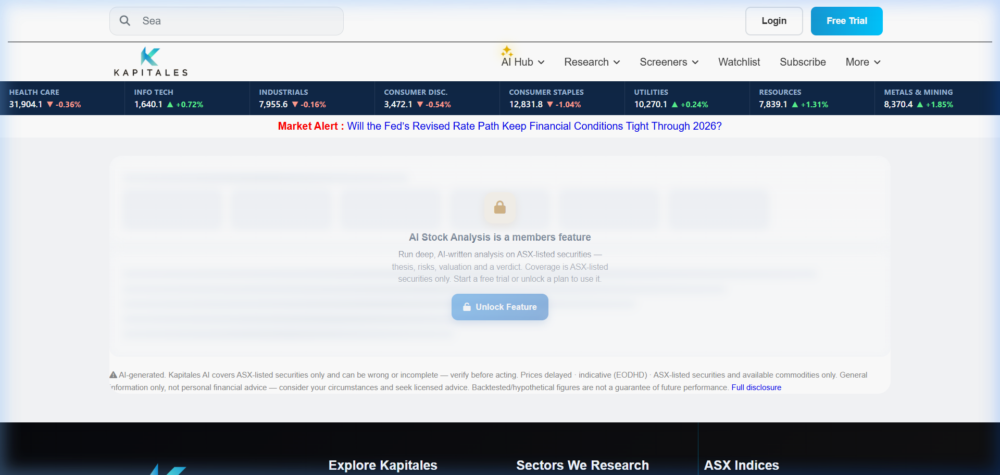 Sea
Login
Free Trial
KAPITALES
AI Hub
Research
Screeners
Watchlist
Subscribe
More
HEALTH CARE
31,904.1 ▼ -0.36%
INFO TECH
1,640.1 ▲ +0.72%
INDUSTRIALS
7,955.6 ▼ -0.16%
CONSUMER DISC.
3,472.1 ▼ -0.54%
CONSUMER STAPLES
12,831.8 ▼ -1.04%
UTILITIES
10,270.1 ▲ +0.24%
RESOURCES
7,839.1 ▲ +1.31%
METALS & MINING
8,370.4 ▲ +1.85%
Market Alert : Will the Fed’s Revised Rate Path Keep Financial Conditions Tight Through 2026?
AI Stock Analysis is a members feature
Run deep, AI-written analysis on ASX-listed securities —
thesis, risks, valuation and a verdict. Coverage is ASX-listed
securities only. Start a free trial or unlock a plan to use it.
Unlock Feature
AI-generated. Kapitales AI covers ASX-listed securities only and can be wrong or incomplete — verify before acting. Prices delayed · indicative (EODHD) · ASX-listed securities and available commodities only. General
information only, not personal financial advice — consider your circumstances and seek licensed advice. Backtested/hypothetical figures are not a guarantee of future performance. Full disclosure
Explore Kapitales
Sectors We Research
ASX Indices